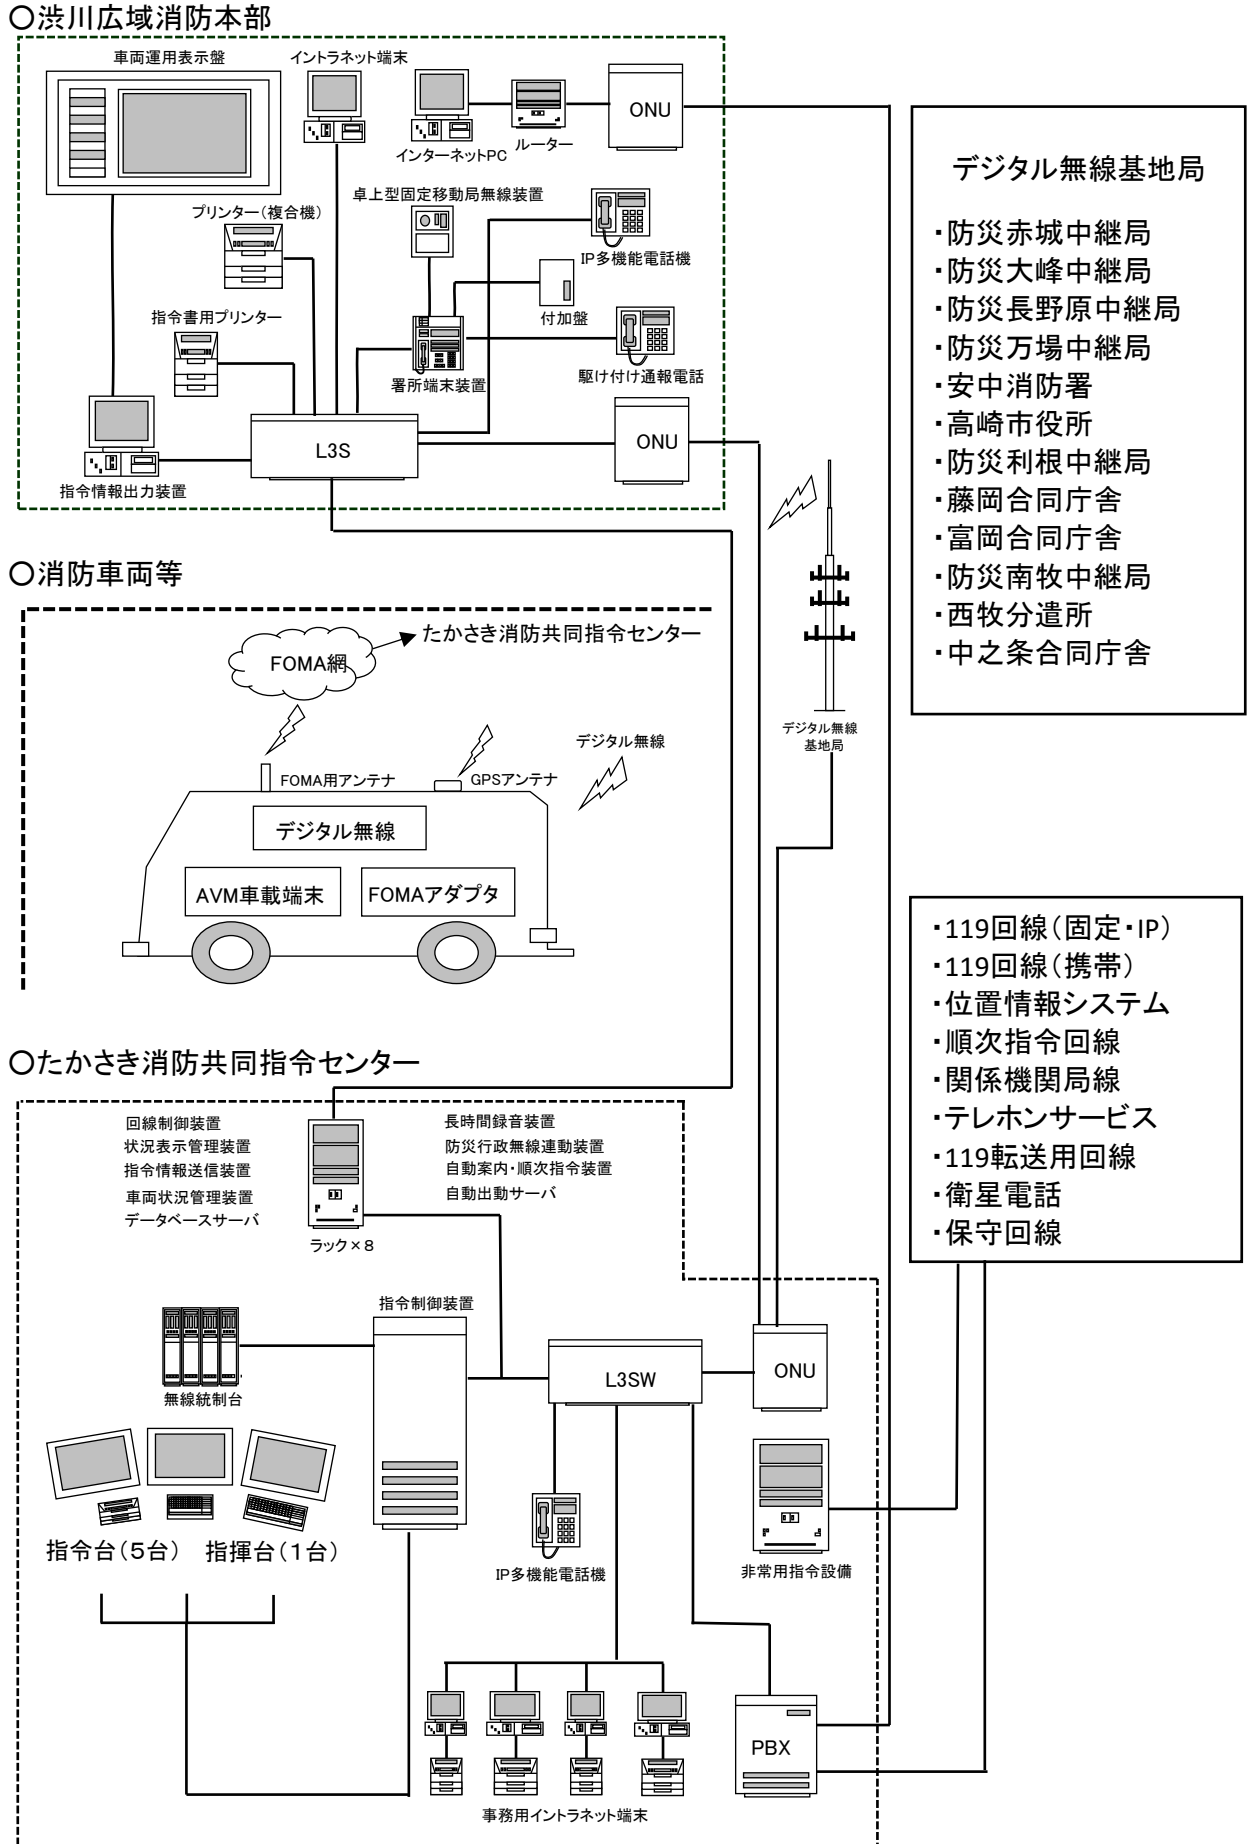 ○渋川広域消防本部
車両運用表示盤
イントラネット端末
ONU
インターネットPC
ルーター
卓上型固定移動局無線装置
プリンター（複合機）
IP多機能電話機
指令書用プリンター
付加盤
署所端末装置
駆け付け通報電話
L3S
ONU
指令情報出力装置
デジタル無線基地局
・防災赤城中継局
・防災大峰中継局
・防災長野原中継局
・防災万場中継局
・安中消防署
・高崎市役所
・防災利根中継局
・藤岡合同庁舎
・富岡合同庁舎
・防災南牧中継局
・西牧分遣所
・中之条合同庁舎
○消防車両等
FOMA網
たかさき消防共同指令センター
デジタル無線
FOMA用アンテナ
GPSアンテナ
デジタル無線
AVM車載端末
FOMAアダプタ
デジタル無線
基地局
・119回線（固定・IP）
・119回線（携帯）
・位置情報システム
・順次指令回線
・関係機関局線
・テレホンサービス
・119転送用回線
・衛星電話
・保守回線
○たかさき消防共同指令センター
回線制御装置
状況表示管理装置
指令情報送信装置
車両状況管理装置
データベースサーバ
長時間録音装置
防災行政無線連動装置
自動案内・順次指令装置
自動出動サーバ
ラック×８
指令制御装置
無線統制台
L3SW
ONU
指令台（５台）
指揮台（１台）
IP多機能電話機
非常用指令設備
PBX
事務用イントラネット端末